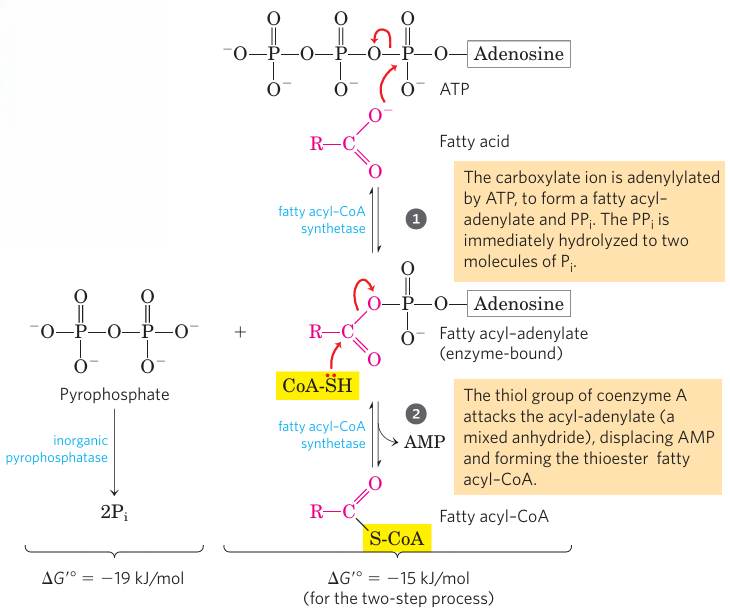 O O O
⁻O—P—O—P—O—P—O—Adenosine
O⁻ O⁻ O⁻ ATP
O⁻
R—C
O
Fatty acid
fatty acyl–CoA
synthetase
1
The carboxylate ion is adenylylated
by ATP, to form a fatty acyl–
adenylate and PPi. The PPi is
immediately hydrolyzed to two
molecules of Pi.
O O
⁻O—P—O—P—O⁻
O⁻ O⁻
Pyrophosphate
+
O
O—P—O—Adenosine
R—C
O⁻
O
Fatty acyl–adenylate
(enzyme-bound)
CoA-SH
inorganic
pyrophosphatase
2Pi
fatty acyl–CoA
synthetase
2
AMP
The thiol group of coenzyme A
attacks the acyl-adenylate (a
mixed anhydride), displacing AMP
and forming the thioester fatty
acyl–CoA.
O
R—C
S-CoA
Fatty acyl–CoA
ΔG′° = −19 kJ/mol
ΔG′° = −15 kJ/mol
(for the two-step process)